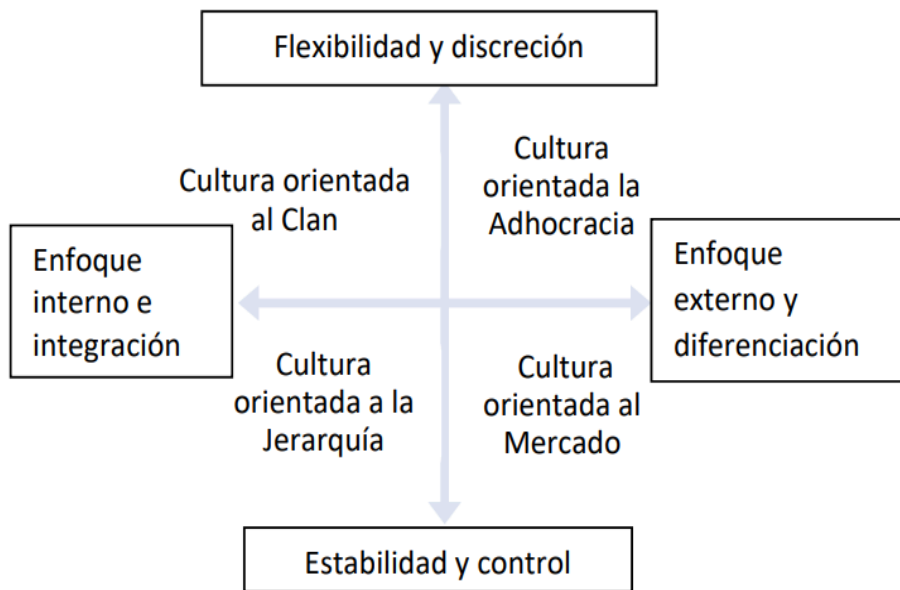 Flexibilidad y discreción
Cultura orientada
al Clan
Cultura
orientada la
Adhocracia
Enfoque
interno e
integración
Enfoque
externo y
diferenciación
Cultura
orientada a la
Jerarquía
Cultura
orientada al
Mercado
Estabilidad y control